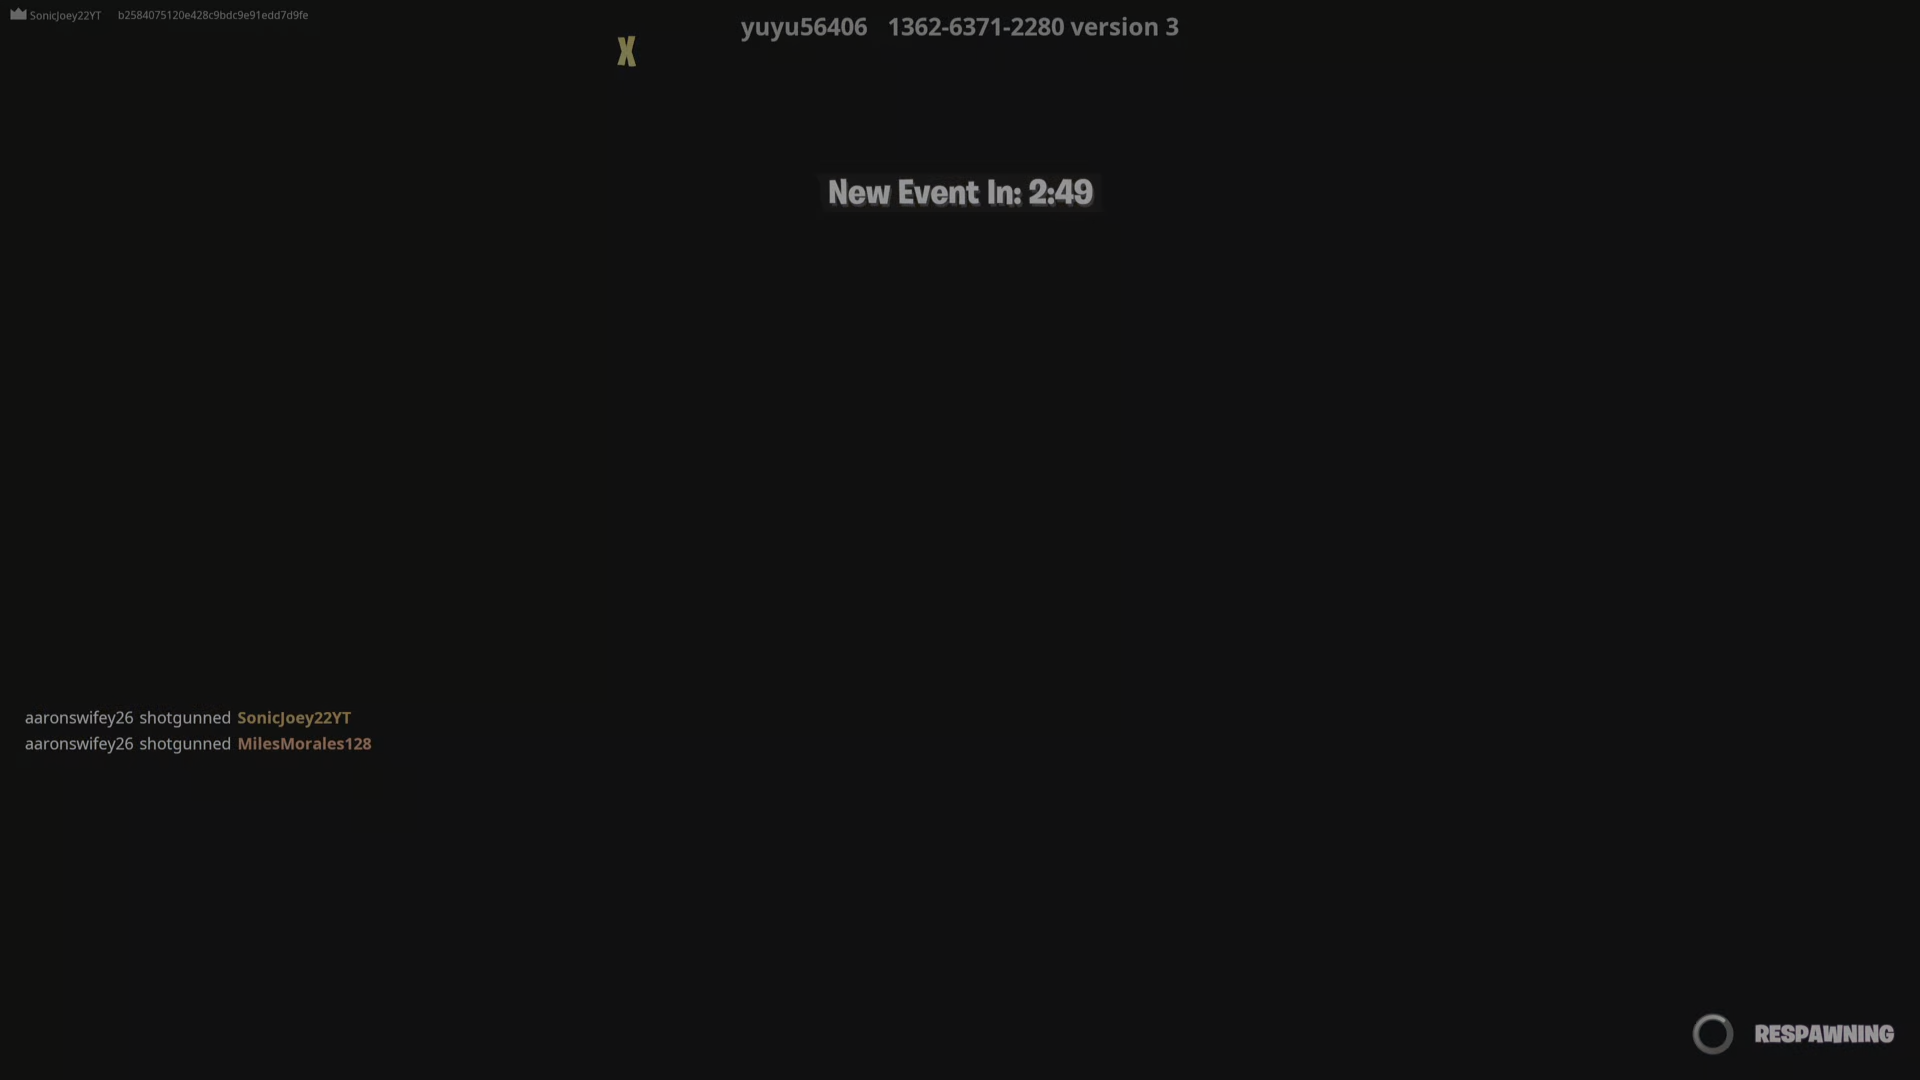 SonicJoey22YT b2584075120e428c9bdc9e91edd7d9fe
yuyu56406 1362-6371-2280 version 3
X
New Event In: 2:49
aaronswifey26 shotgunned SonicJoey22YT
aaronswifey26 shotgunned MilesMorales128
RESPAWNING